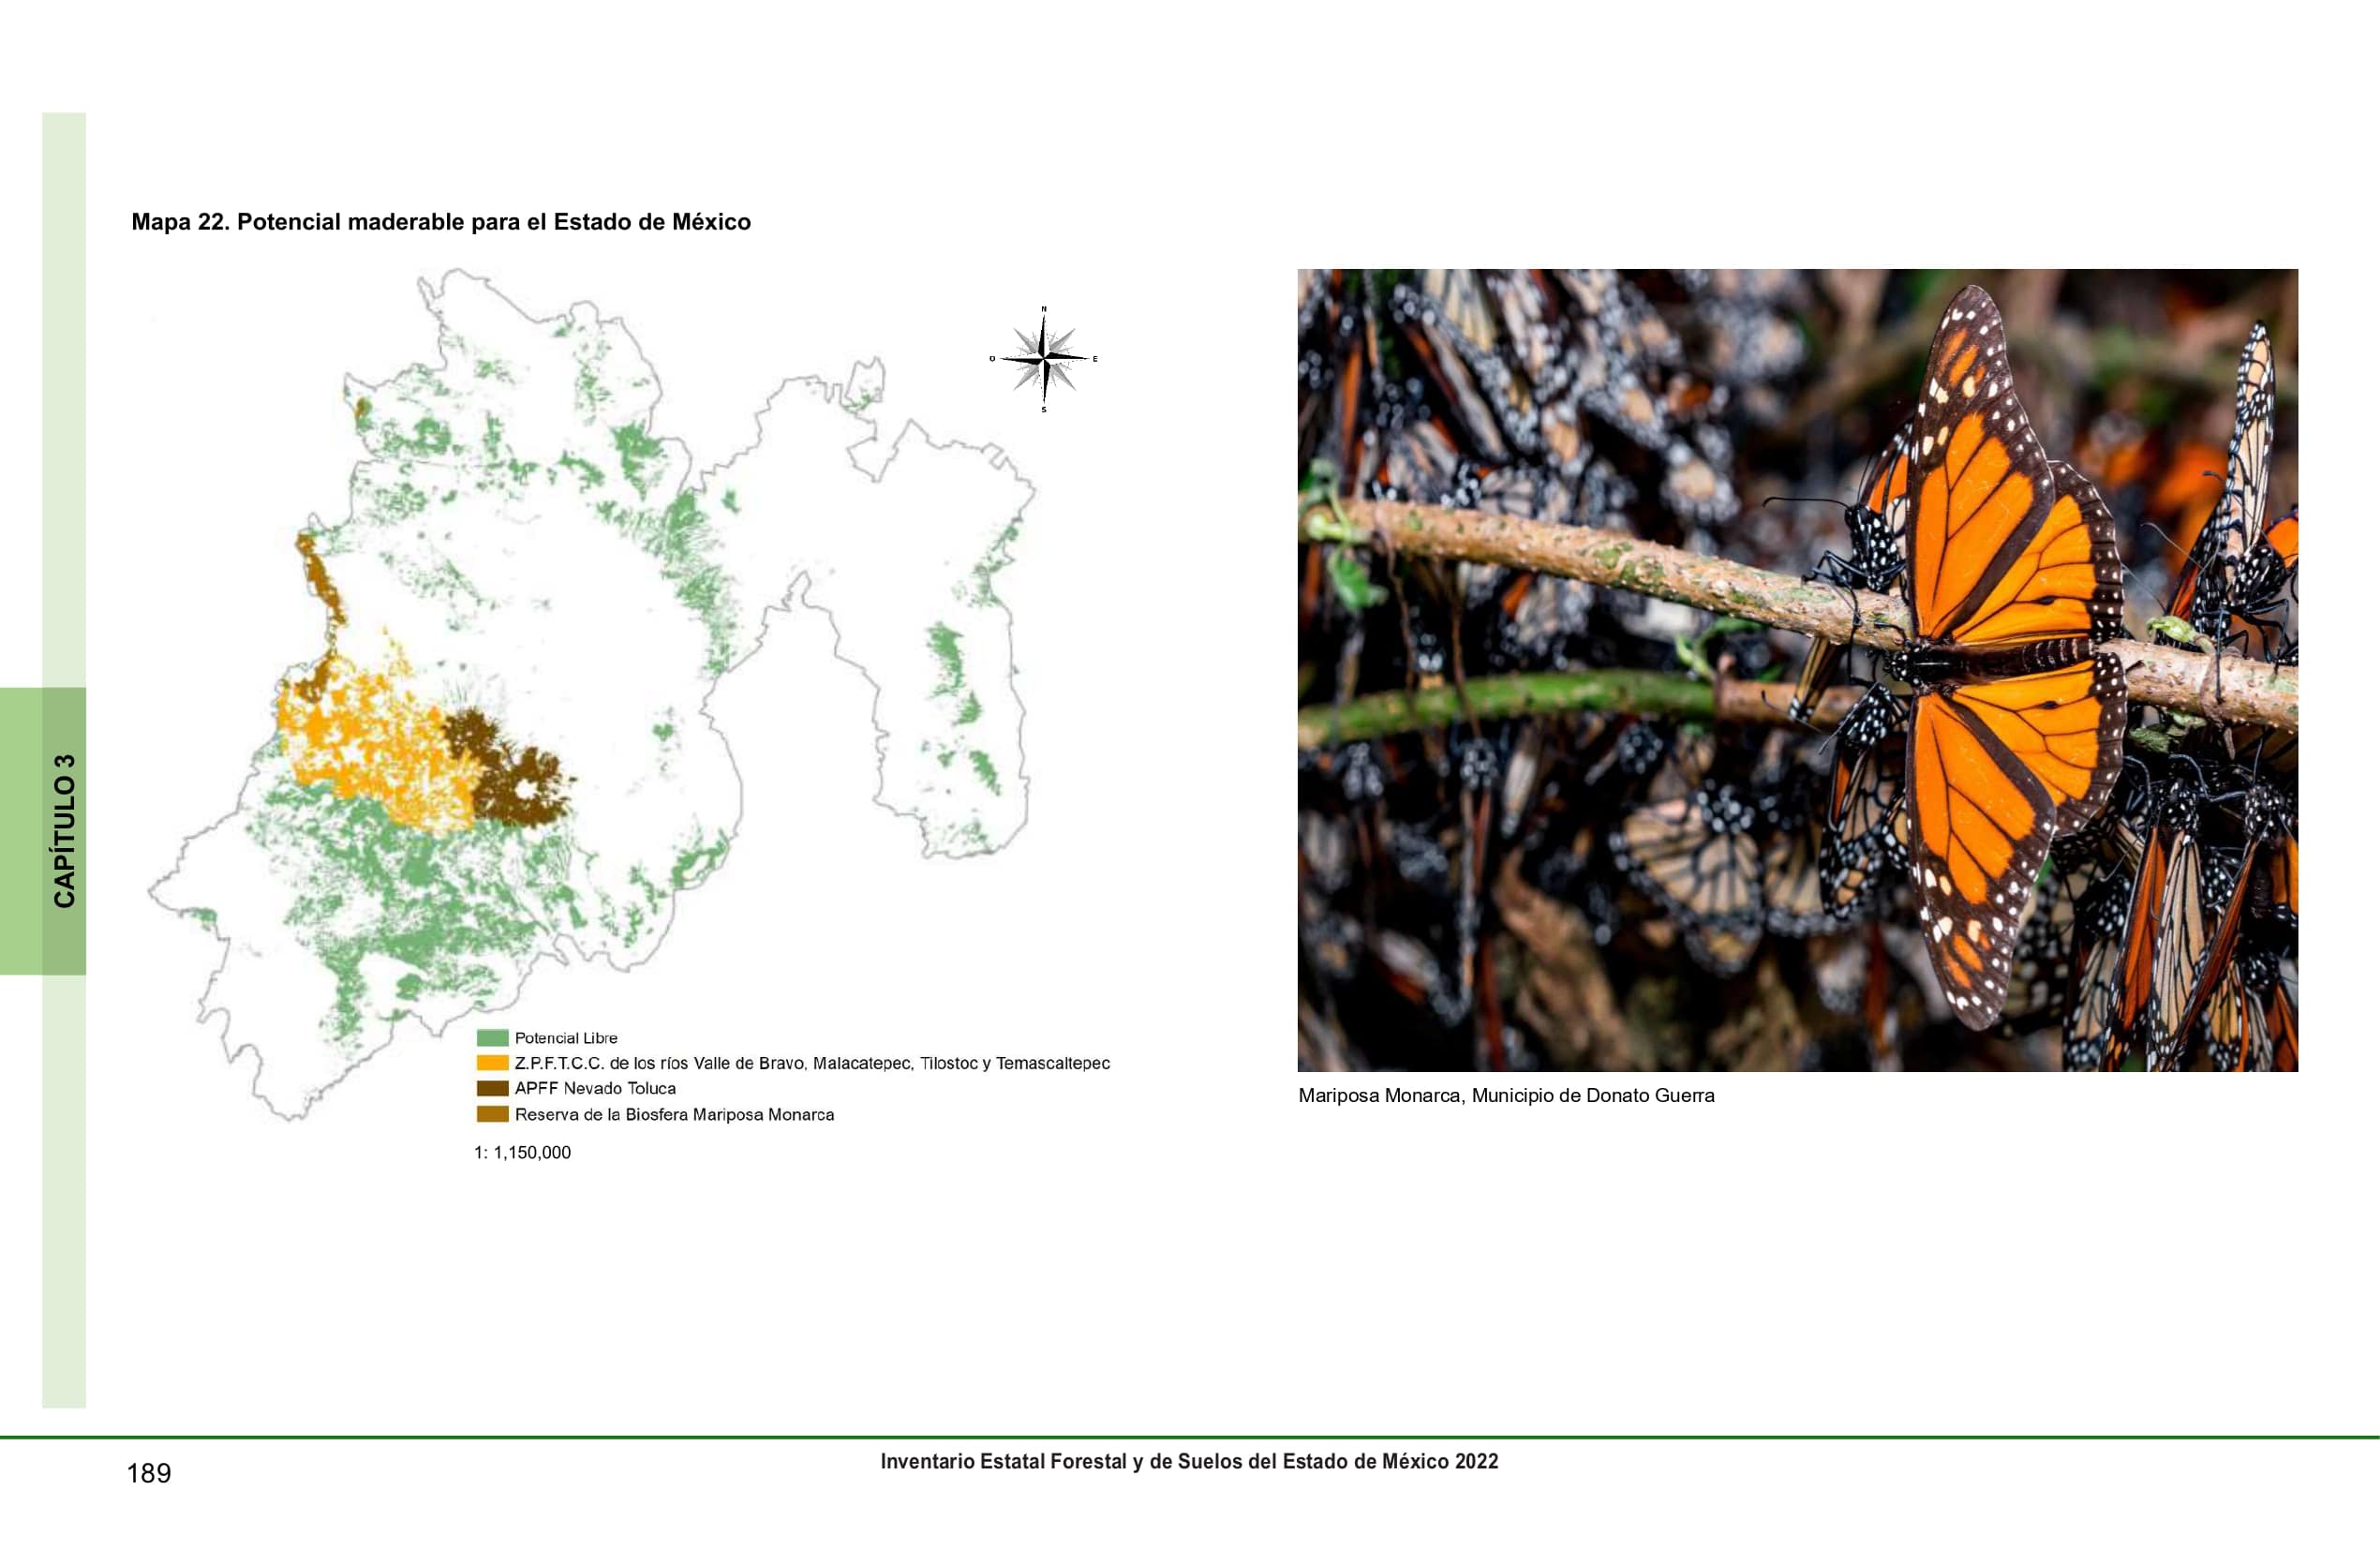 Mapa 22. Potencial maderable para el Estado de México
N
O
E
S
Potencial Libre
Z.P.F.T.C.C. de los ríos Valle de Bravo, Malacatepec, Tilostoc y Temascaltepec
APFF Nevado Toluca
Reserva de la Biosfera Mariposa Monarca
1: 1,150,000
Mariposa Monarca, Municipio de Donato Guerra
CAPÍTULO 3
189
Inventario Estatal Forestal y de Suelos del Estado de México 2022